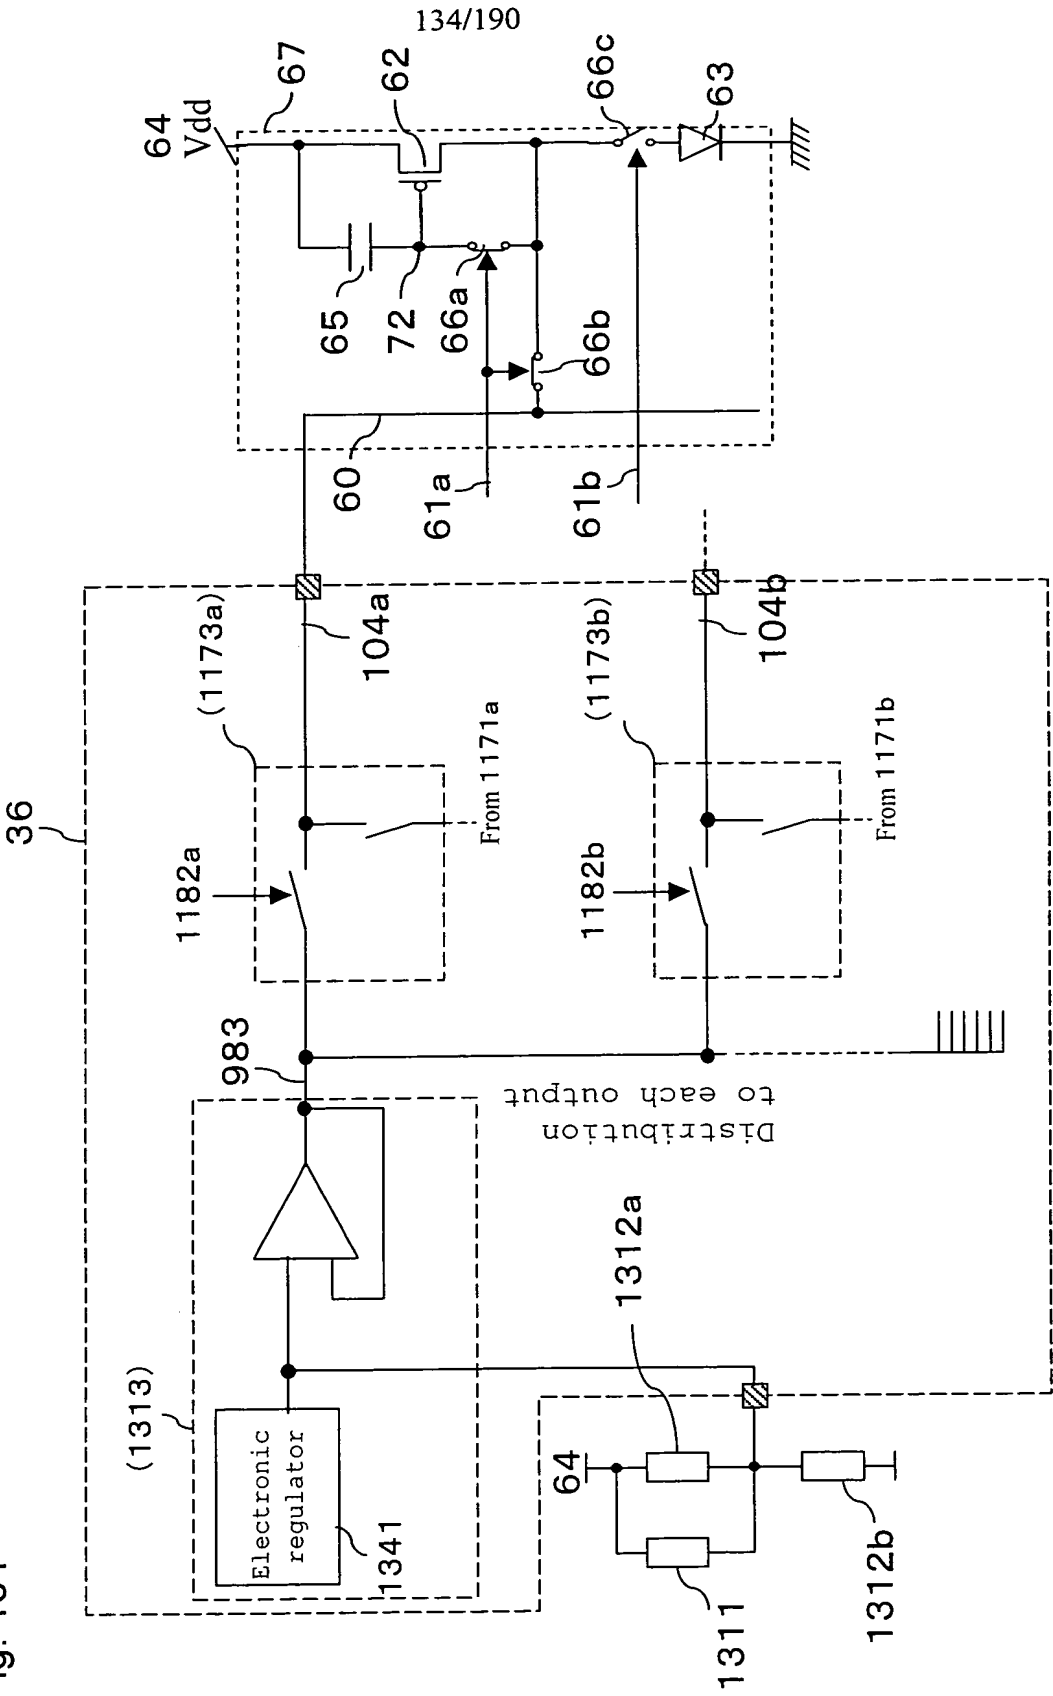 134/190
64
Vdd
67
62
66c
63
65
72
66a
66b
60
61a
61b
36
(1173a)
104a
1182a
From 1171a
(1173b)
104b
1182b
From 1171b
983
Distribution
to each output
(1313)
Electronic
regulator
1341
64
1312a
1311
1312b